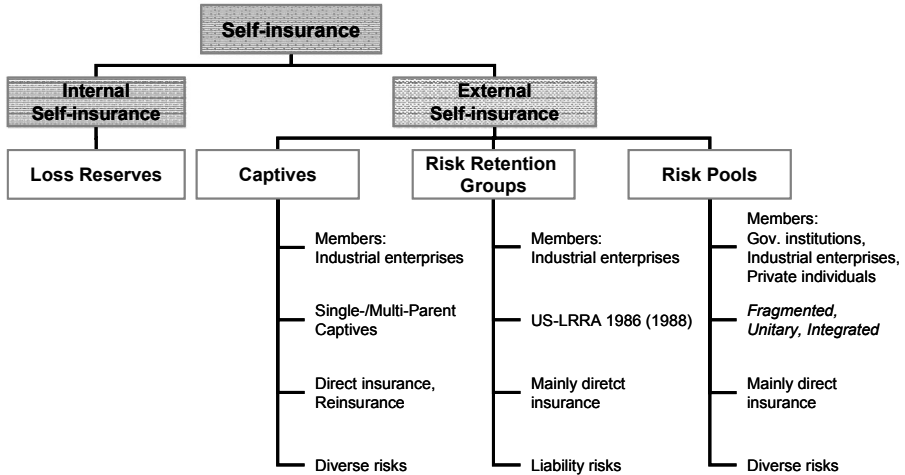 Self-insurance
Internal
Self-insurance
External
Self-insurance
Loss Reserves
Captives
Risk Retention
Groups
Risk Pools
Members:
Industrial enterprises
Single-/Multi-Parent
Captives
Direct insurance,
Reinsurance
Diverse risks
Members:
Industrial enterprises
US-LRRA 1986 (1988)
Mainly diretct
insurance
Liability risks
Members:
Gov. institutions,
Industrial enterprises,
Private individuals
Fragmented,
Unitary, Integrated
Mainly direct
insurance
Diverse risks